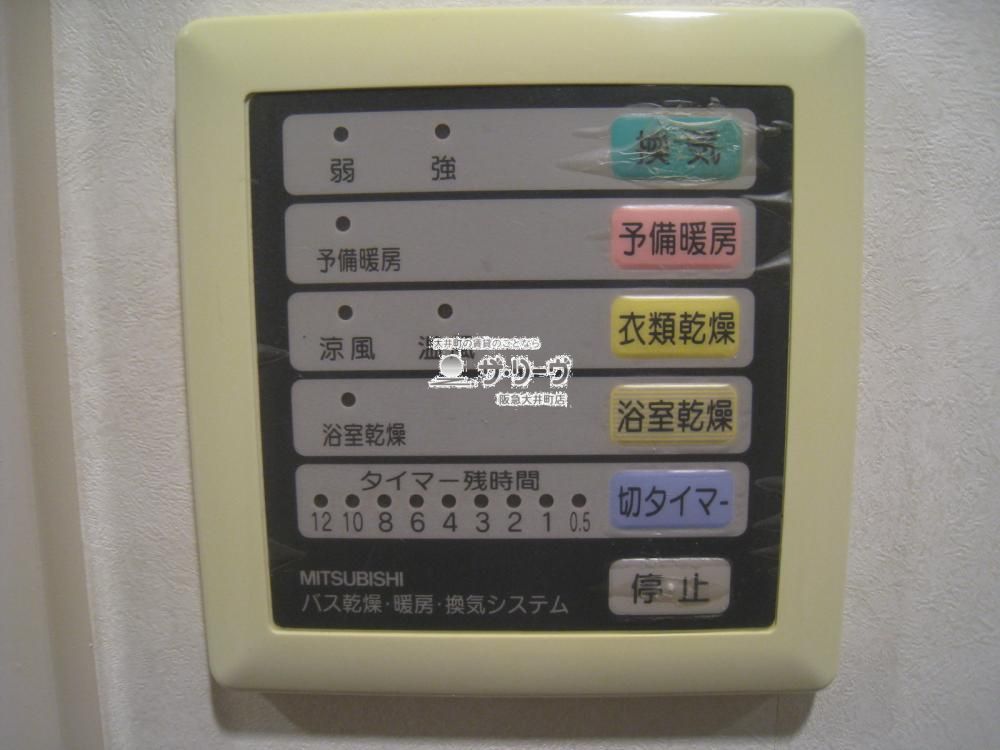 弱 強 換気
予備暖房 予備暖房
涼風 温風 衣類乾燥
大井町の賃貸のことなら
ザ・リーヴ
阪急大井町店
浴室乾燥 浴室乾燥
タイマー残時間
12 10 8 6 4 3 2 1 0.5 切タイマー
MITSUBISHI
バス乾燥・暖房・換気システム
停止